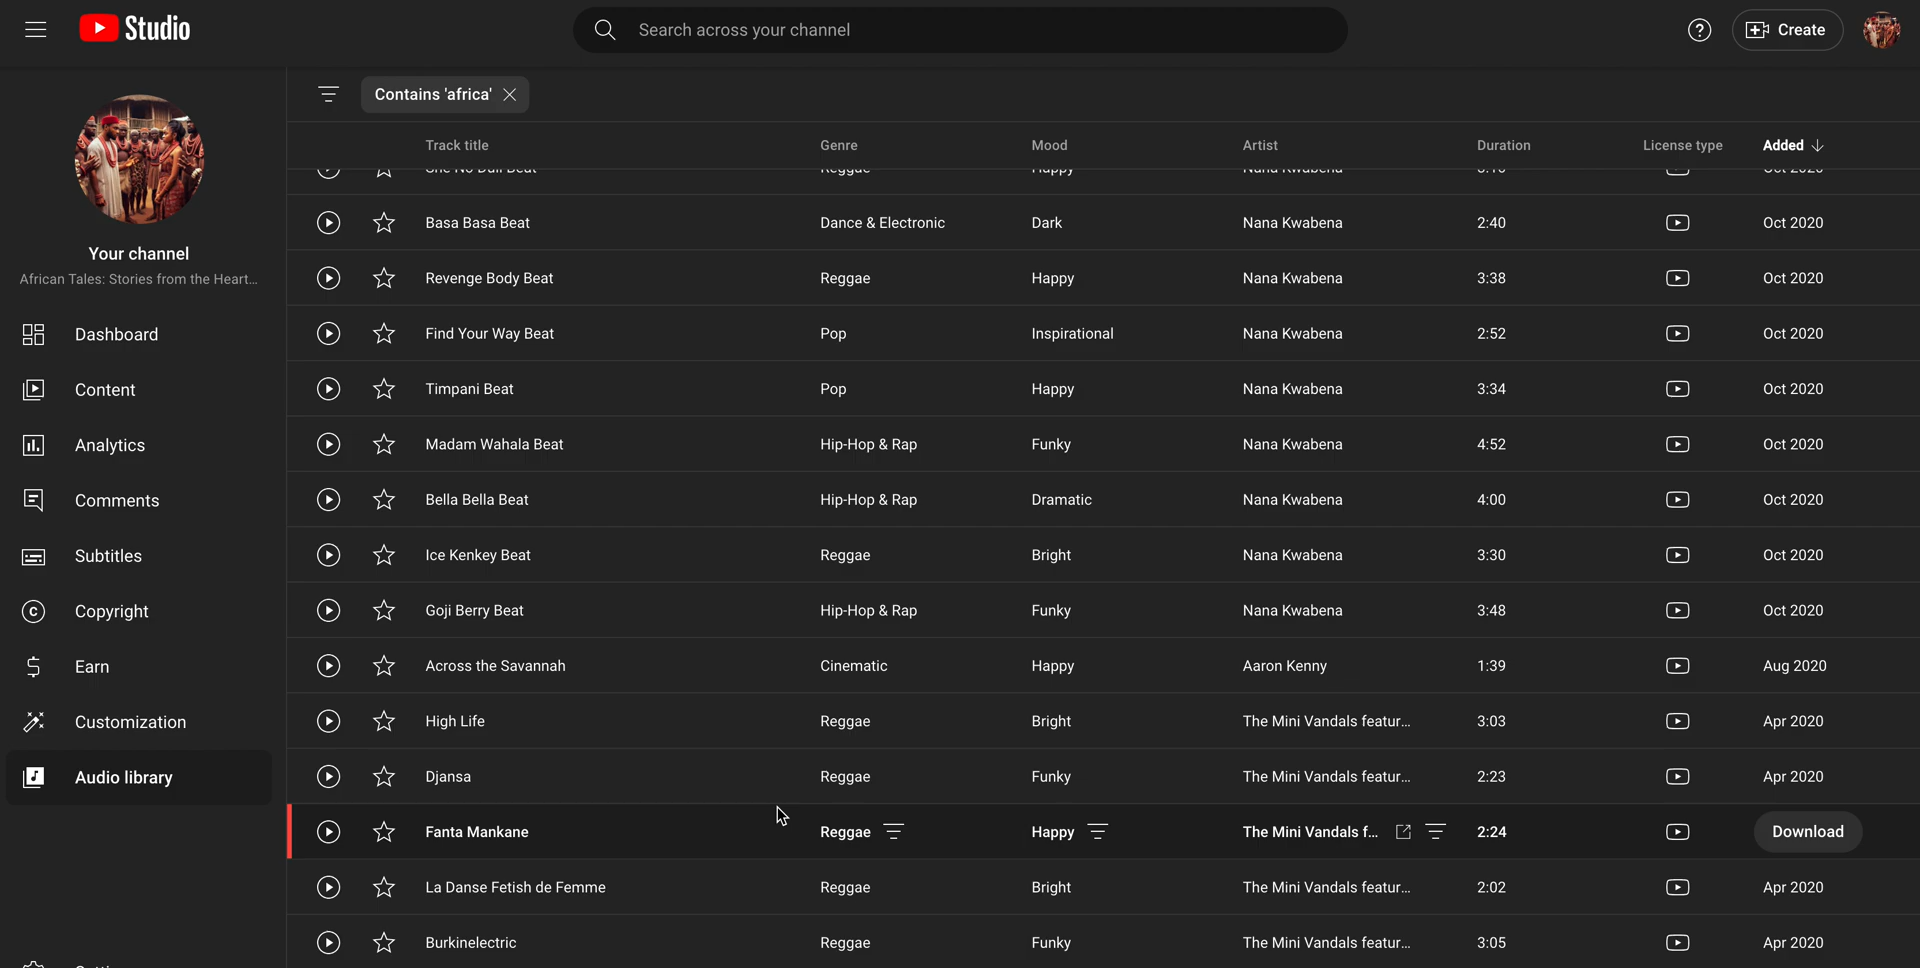 Studio
Search across your channel
Create
Contains 'africa'
Your channel
African Tales: Stories from the Heart...
Dashboard
Content
Analytics
Comments
Subtitles
Copyright
Earn
Customization
Audio library
Track title Genre Mood Artist Duration License type Added
Basa Basa Beat Dance & Electronic Dark Nana Kwabena 2:40 Oct 2020
Revenge Body Beat Reggae Happy Nana Kwabena 3:38 Oct 2020
Find Your Way Beat Pop Inspirational Nana Kwabena 2:52 Oct 2020
Timpani Beat Pop Happy Nana Kwabena 3:34 Oct 2020
Madam Wahala Beat Hip-Hop & Rap Funky Nana Kwabena 4:52 Oct 2020
Bella Bella Beat Hip-Hop & Rap Dramatic Nana Kwabena 4:00 Oct 2020
Ice Kenkey Beat Reggae Bright Nana Kwabena 3:30 Oct 2020
Goji Berry Beat Hip-Hop & Rap Funky Nana Kwabena 3:48 Oct 2020
Across the Savannah Cinematic Happy Aaron Kenny 1:39 Aug 2020
High Life Reggae Bright The Mini Vandals featur... 3:03 Apr 2020
Djansa Reggae Funky The Mini Vandals featur... 2:23 Apr 2020
Fanta Mankane Reggae Happy The Mini Vandals f... 2:24 Download
La Danse Fetish de Femme Reggae Bright The Mini Vandals featur... 2:02 Apr 2020
Burkinelectric Reggae Funky The Mini Vandals featur... 3:05 Apr 2020